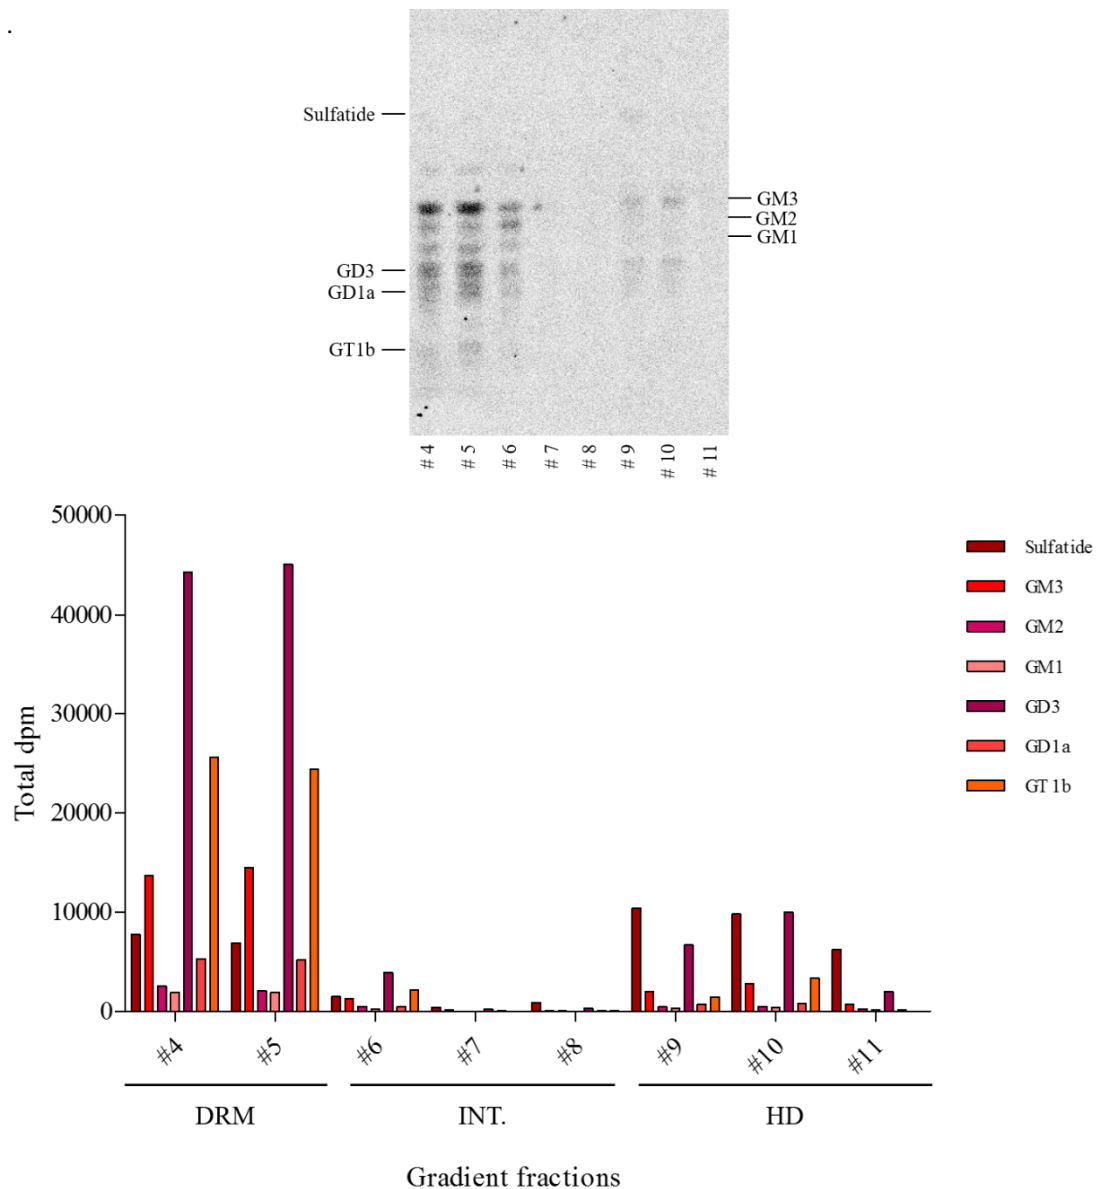 .
Sulfatide
GM3
GM2
GM1
GD3
GD1a
GT1b
# 4
# 5
# 6
# 7
# 8
# 9
# 10
# 11
50000
40000
30000
20000
10000
0
Total dpm
Sulfatide
GM3
GM2
GM1
GD3
GD1a
GT1b
#4
#5
#6
#7
#8
#9
#10
#11
DRM
INT.
HD
Gradient fractions